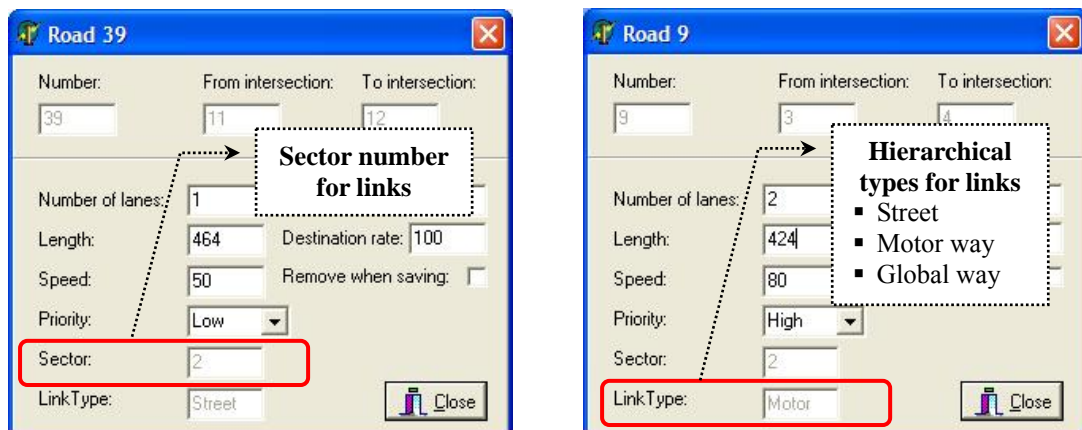 Road 39
Number: From intersection: To intersection:
39 11 12
Sector number
for links
Number of lanes: 1
Length: 464 Destination rate: 100
Speed: 50 Remove when saving:
Priority: Low
Sector: 2
LinkType: Street Close
Road 9
Number: From intersection: To intersection:
9 3 4
Hierarchical
types for links
▪ Street
▪ Motor way
▪ Global way
Number of lanes: 2
Length: 424
Speed: 80
Priority: High
Sector: 2
LinkType: Motor Close